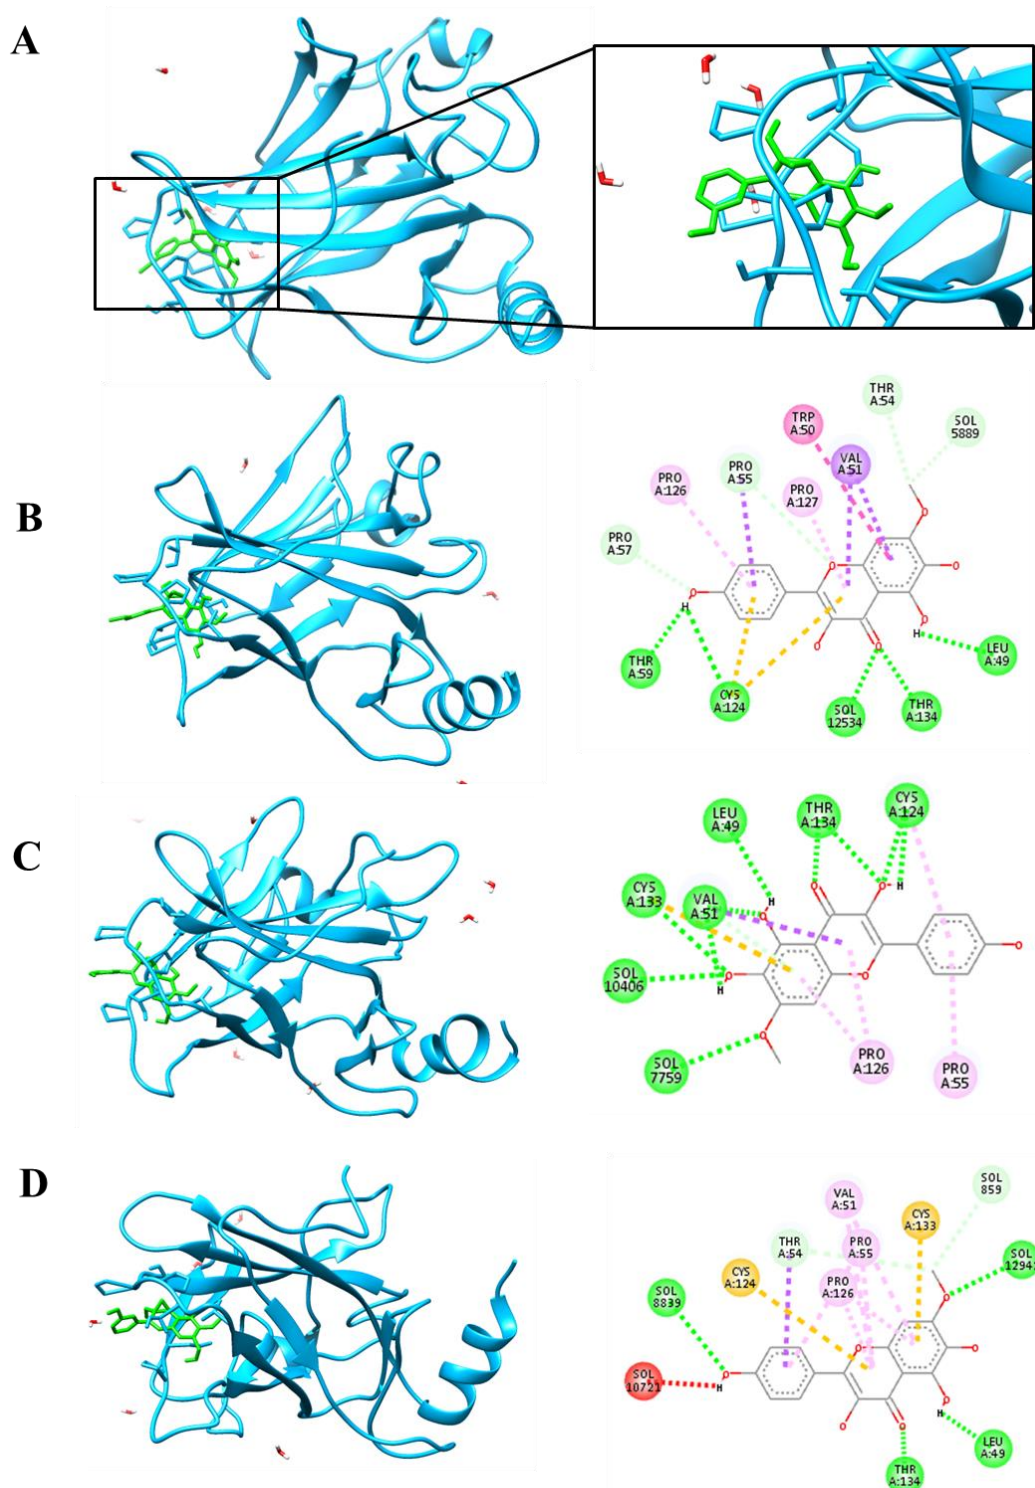 A
B
THR
A:54
TRP
A:50
SOL
5889
VAL
A:51
PRO
A:55
PRO
A:126
PRO
A:127
PRO
A:57
O
O
O
O
H
O
O
O
H
THR
A:59
CYS
A:124
SOL
12534
THR
A:134
LEU
A:49
C
LEU
A:49
THR
A:134
CYS
A:124
CYS
A:133
VAL
A:51
H
O
O
H
O
O
O
H
O
O
SOL
10406
SOL
7759
PRO
A:126
PRO
A:55
D
VAL
A:51
SOL
859
CYS
A:133
THR
A:54
PRO
A:55
SOL
1294
CYS
A:124
PRO
A:126
SOL
8839
SOL
10721
O
H
O
O
O
O
O
O
H
LEU
A:49
THR
A:134